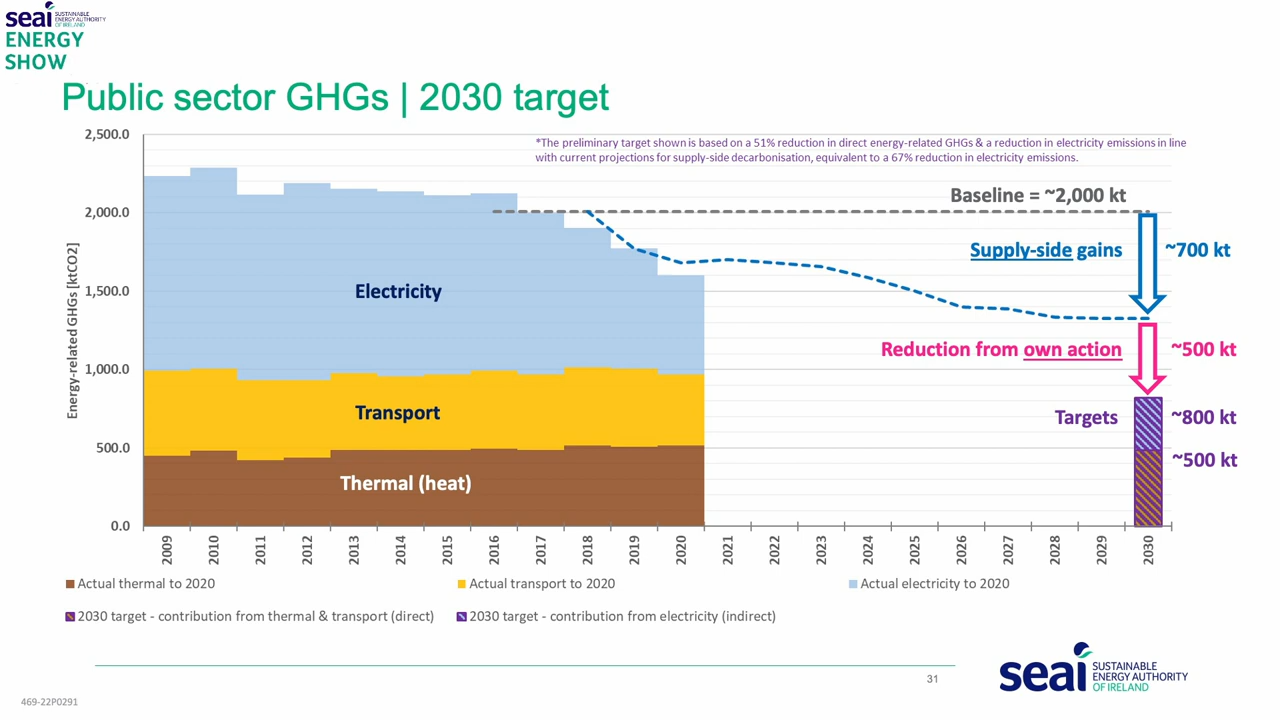 seai SUSTAINABLE
ENERGY AUTHORITY
OF IRELAND
ENERGY
SHOW
Public sector GHGs | 2030 target
*The preliminary target shown is based on a 51% reduction in direct energy-related GHGs & a reduction in electricity emissions in line
with current projections for supply-side decarbonisation, equivalent to a 67% reduction in electricity emissions.
Energy-related GHGs [ktCO2]
2,500.0
2,000.0
1,500.0
1,000.0
500.0
0.0
Baseline = ~2,000 kt
Supply-side gains
~700 kt
Electricity
Reduction from own action
~500 kt
Transport
Targets
~800 kt
~500 kt
Thermal (heat)
2009 2010 2011 2012 2013 2014 2015 2016 2017 2018 2019 2020 2021 2022 2023 2024 2025 2026 2027 2028 2029 2030
Actual thermal to 2020 Actual transport to 2020 Actual electricity to 2020
2030 target - contribution from thermal & transport (direct) 2030 target - contribution from electricity (indirect)
31
seai SUSTAINABLE
ENERGY AUTHORITY
OF IRELAND
469-22P0291